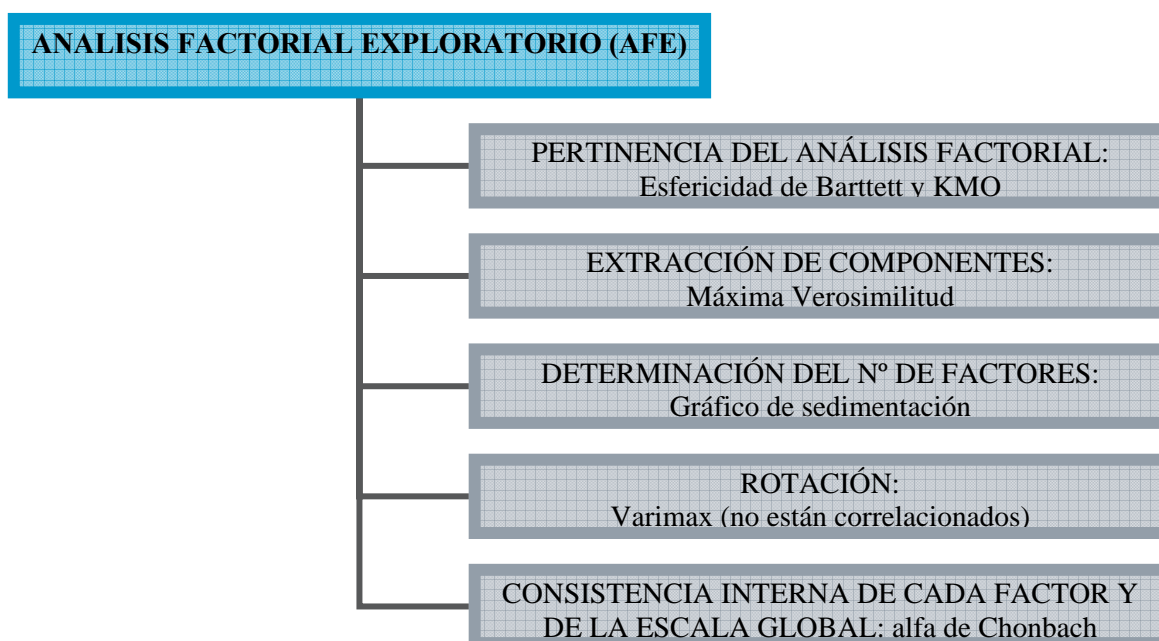 ANALISIS FACTORIAL EXPLORATORIO (AFE)
PERTINENCIA DEL ANÁLISIS FACTORIAL:
Esfericidad de Barttett y KMO
EXTRACCIÓN DE COMPONENTES:
Máxima Verosimilitud
DETERMINACIÓN DEL Nº DE FACTORES:
Gráfico de sedimentación
ROTACIÓN:
Varimax (no están correlacionados)
CONSISTENCIA INTERNA DE CADA FACTOR Y
DE LA ESCALA GLOBAL: alfa de Chonbach